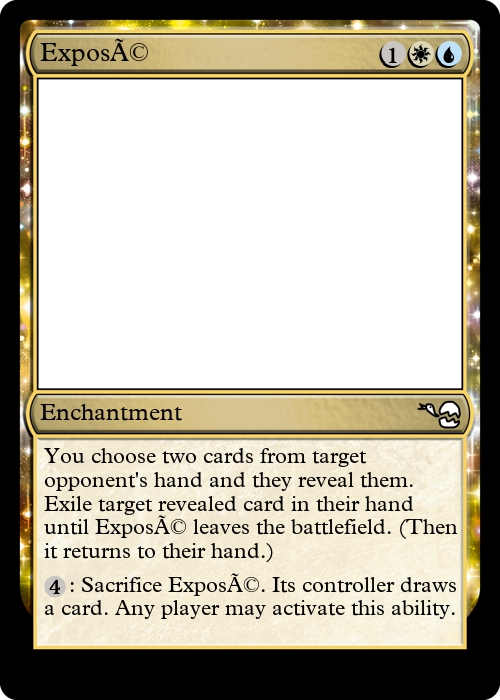 ExposÃ© 1
Enchantment
You choose two cards from target
opponent's hand and they reveal them.
Exile target revealed card in their hand
until ExposÃ© leaves the battlefield. (Then
it returns to their hand.)
4 : Sacrifice ExposÃ©. Its controller draws
a card. Any player may activate this ability.